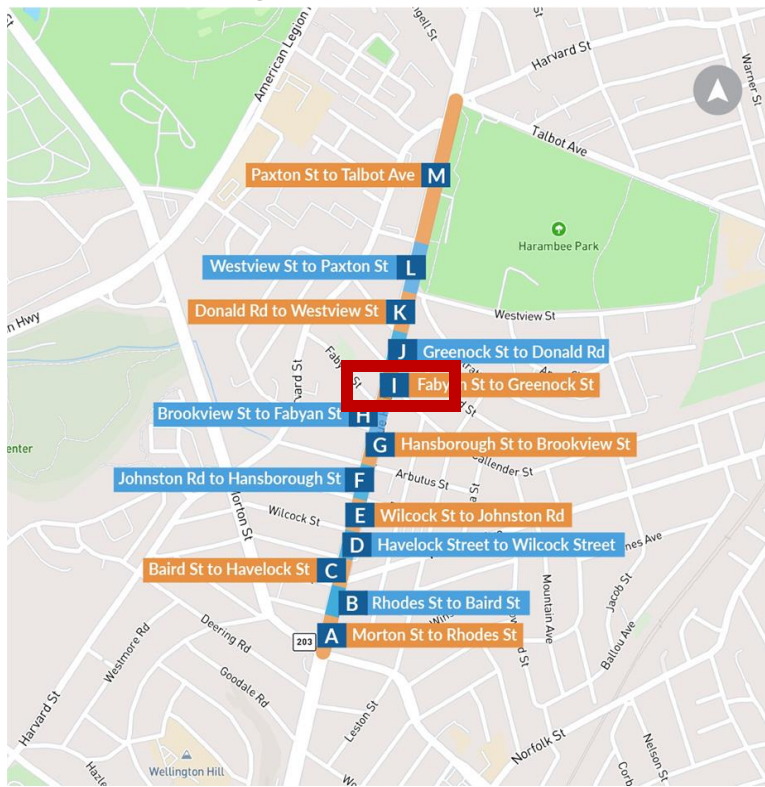 American Legion
Harvard St
Warner St
Talbot Ave
Paxton St to Talbot Ave M
Harambee Park
Westview St to Paxton St L
Donald Rd to Westview St K
Westview St
J Greenock St to Donald Rd
I Fabyan St to Greenock St
Brookview St to Fabyan St H
G Hansborough St to Brookview St
Callender St
Johnston Rd to Hansborough St F
Arbutus St
Wilcock St
E Wilcock St to Johnston Rd
Morton St
D Havelock Street to Wilcock Street
Baird St to Havelock St C
B Rhodes St to Baird St
Mountain Ave
Jacob St
203 A Morton St to Rhodes St
Deering Rd
Westmore Rd
Ballou Ave
Goodale Rd
Harvard St
Leston St
Norfolk St
Nelson St
Wellington Hill